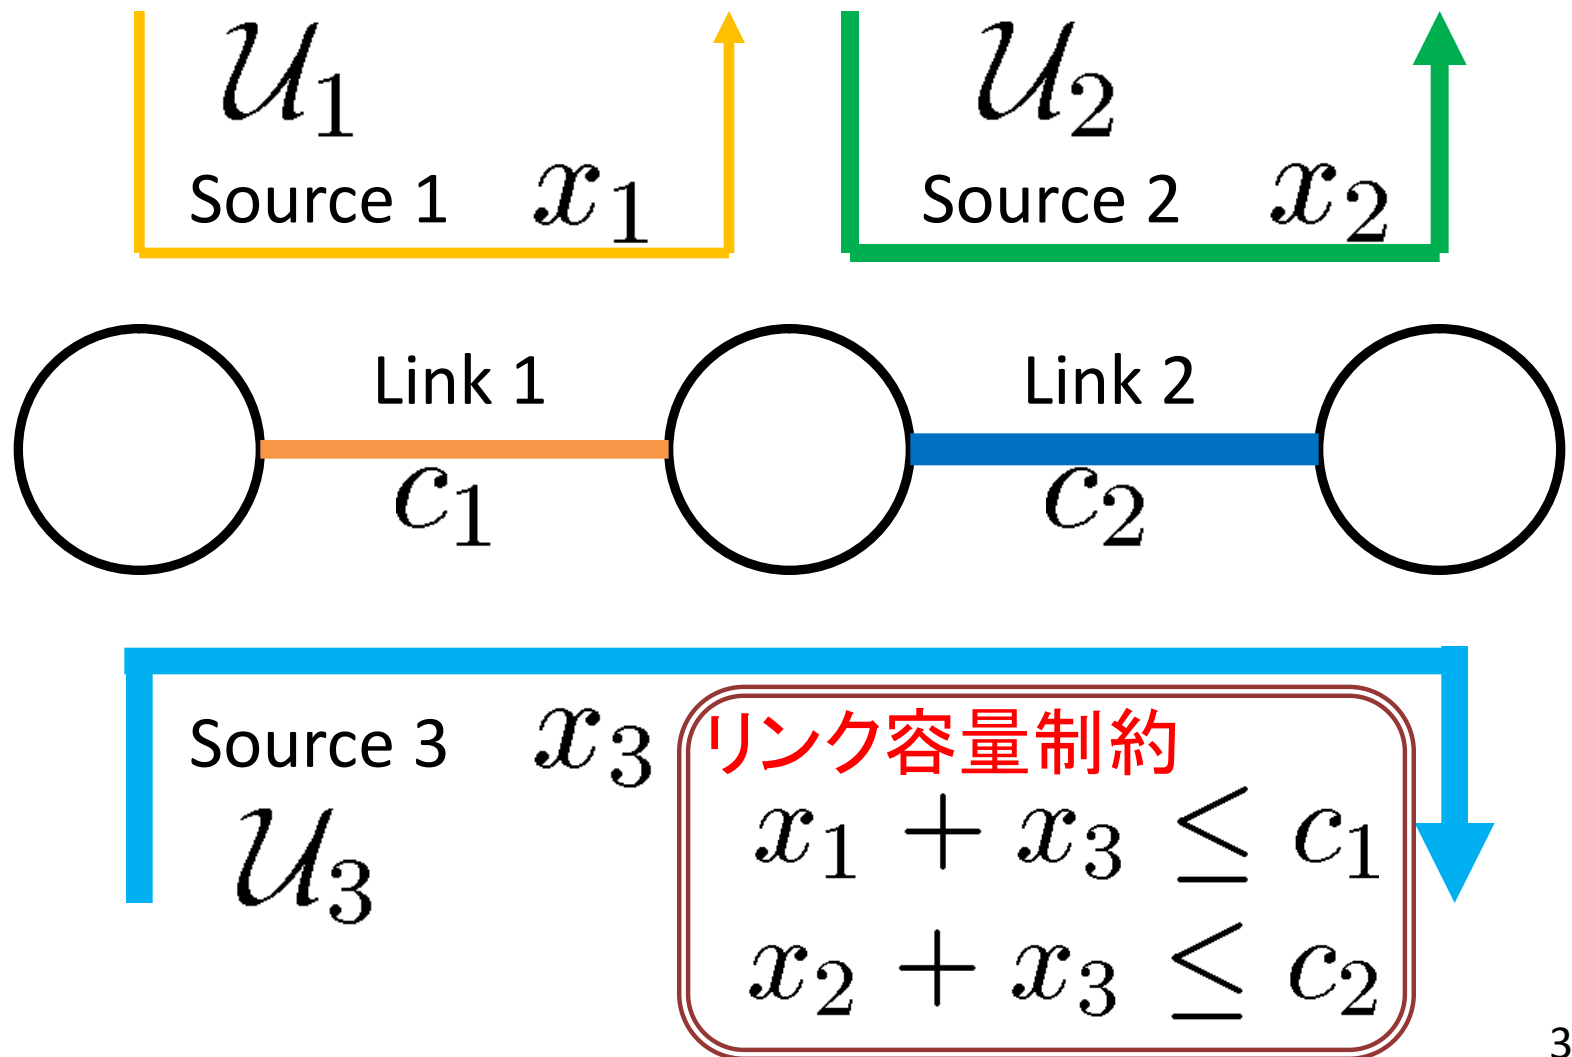 𝒰₁
Source 1 x₁
𝒰₂
Source 2 x₂
Link 1
c₁
Link 2
c₂
Source 3 x₃
𝒰₃
リンク容量制約
x₁ + x₃ ≤ c₁
x₂ + x₃ ≤ c₂
3